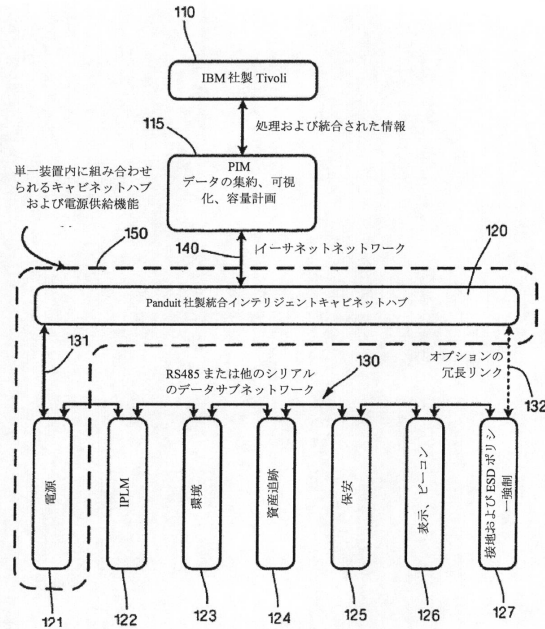 110
IBM 社製 Tivoli
115
処理および統合された情報
PIM
データの集約、可視
化、容量計画
単一装置内に組み合わせ
られるキャビネットハブ
および電源供給機能
150
140
イーサネットネットワーク
120
Panduit 社製統合インテリジェントキャビネットハブ
131
RS485 または他のシリアル
のデータサブネットワーク
130
オプションの
冗長リンク
132
電源
IPLM
環境
資産追跡
保安
表示、ビーコン
接地および ESD ポリシ
ー強制
121
122
123
124
125
126
127